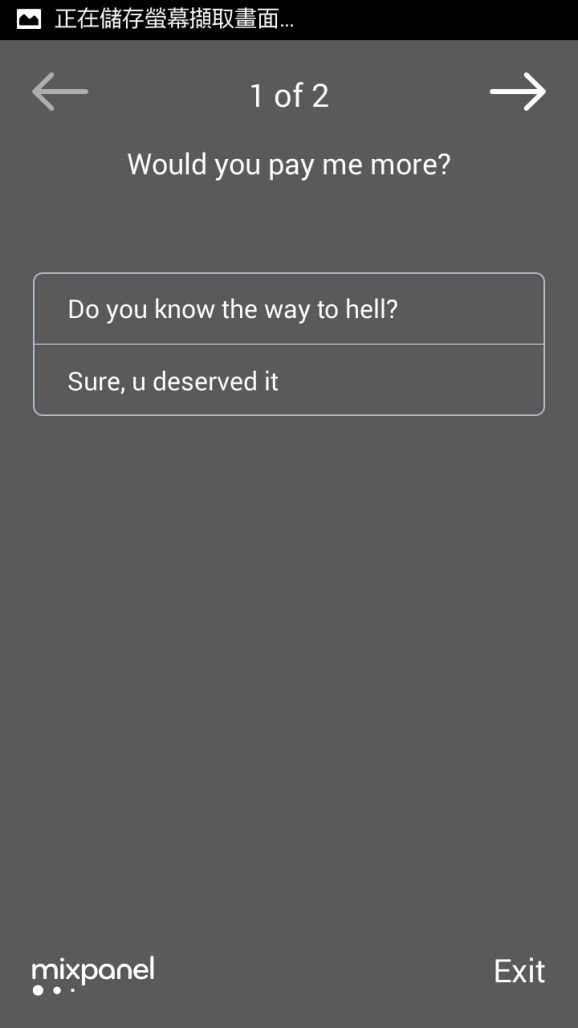 正在儲存螢幕擷取畫面...
1 of 2
Would you pay me more?
Do you know the way to hell?
Sure, u deserved it
mixpanel
Exit